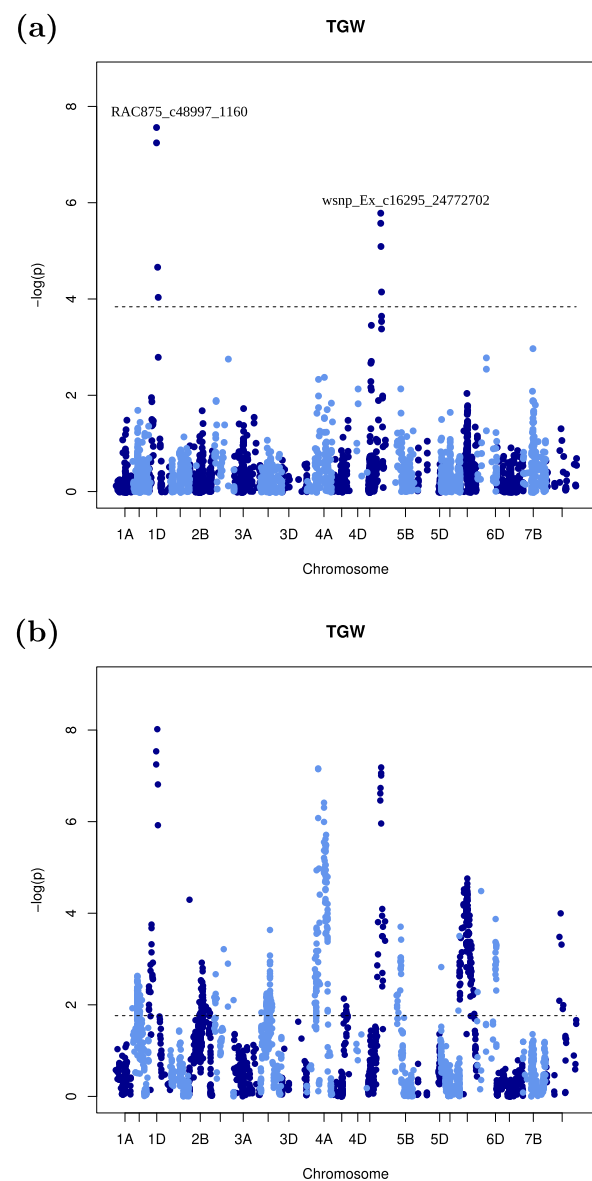 (a)
TGW
8
RAC875_c48997_1160
6
wsnp_Ex_c16295_24772702
−log(p)
4
2
0
1A 1D 2B 3A 3D 4A 4D 5B 5D 6D 7B
Chromosome
(b)
TGW
8
6
−log(p)
4
2
0
1A 1D 2B 3A 3D 4A 4D 5B 5D 6D 7B
Chromosome